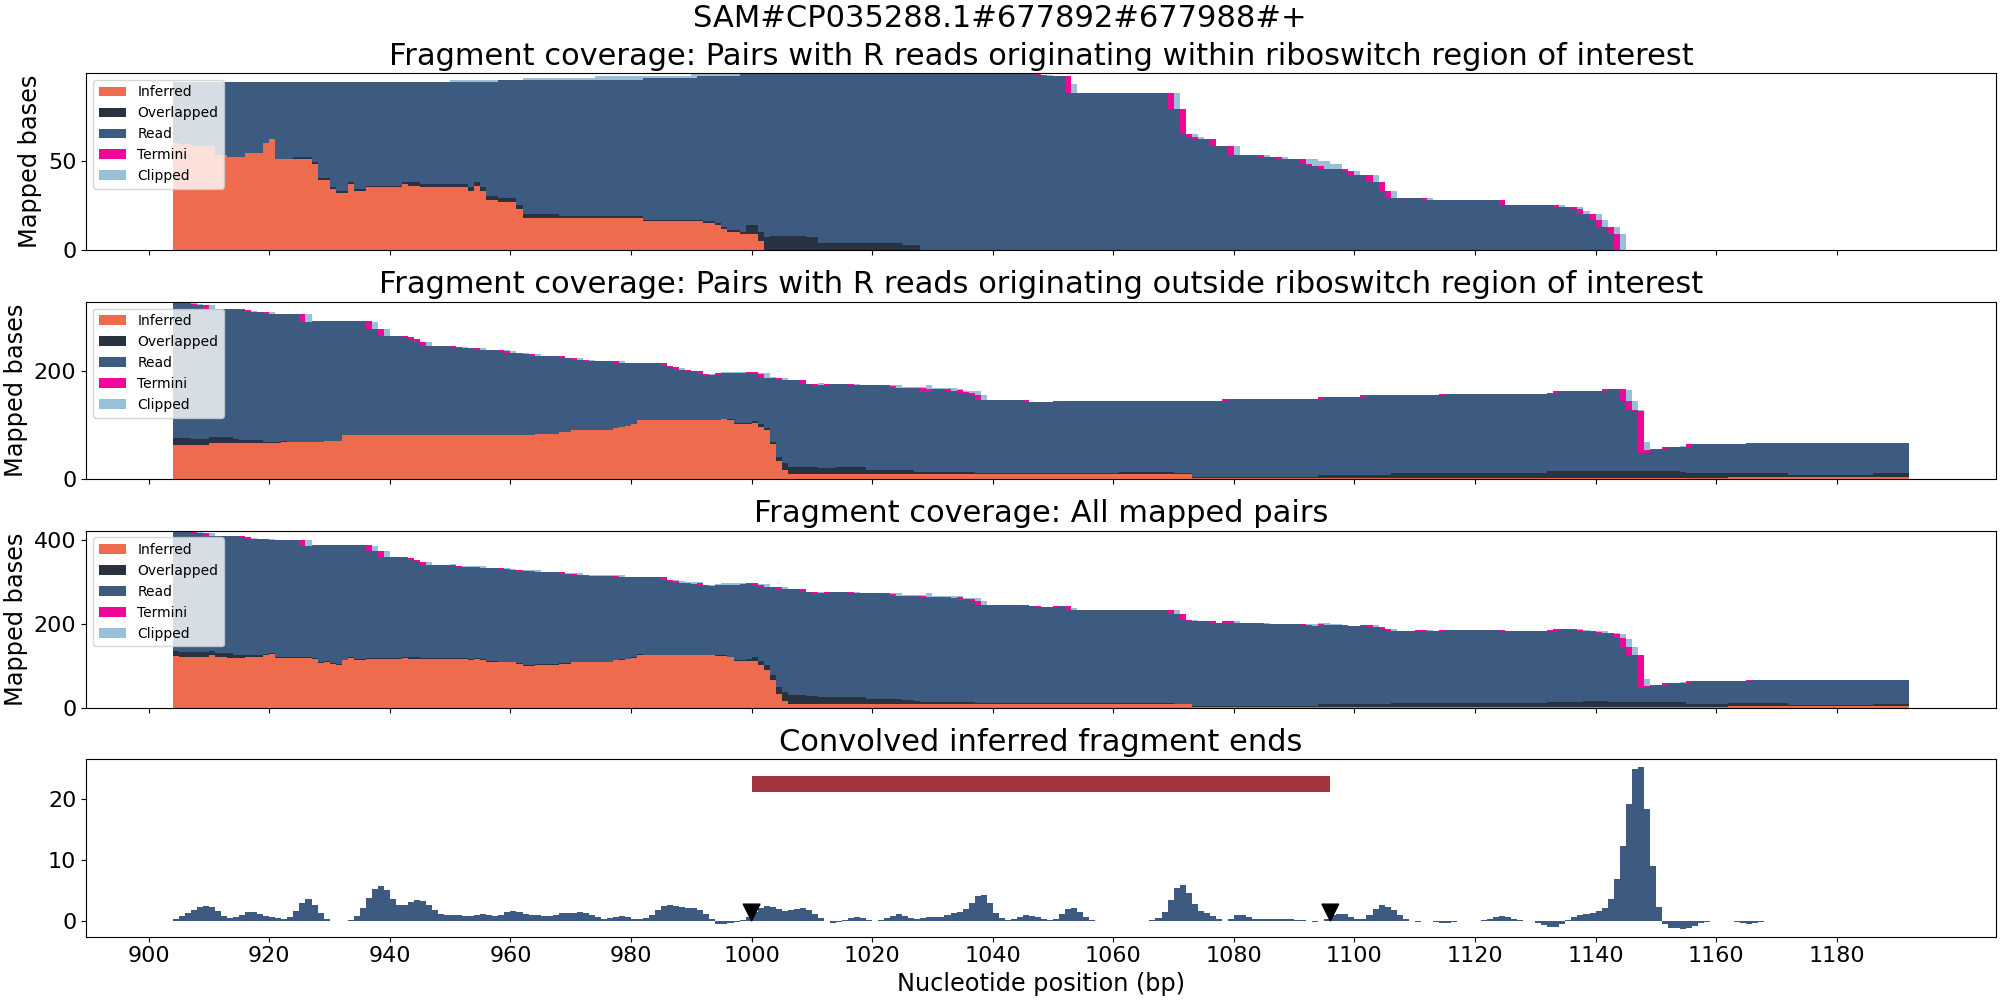 SAM#CP035288.1#677892#677988#+
Fragment coverage: Pairs with R reads originating within riboswitch region of interest
Mapped bases
50
0
Inferred
Overlapped
Read
Termini
Clipped
Fragment coverage: Pairs with R reads originating outside riboswitch region of interest
Mapped bases
200
0
Inferred
Overlapped
Read
Termini
Clipped
Fragment coverage: All mapped pairs
Mapped bases
400
200
0
Inferred
Overlapped
Read
Termini
Clipped
Convolved inferred fragment ends
20
10
0
900 920 940 960 980 1000 1020 1040 1060 1080 1100 1120 1140 1160 1180
Nucleotide position (bp)